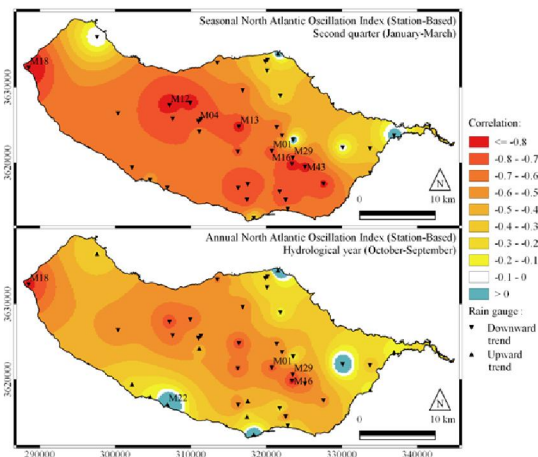 Seasonal North Atlantic Oscillation Index (Station-Based)
Second quarter (January-March)
M18
M12
M04
M13
M01
M29
M16
M43
3630000
3620000
N
0 10 km
Annual North Atlantic Oscillation Index (Station-Based)
Hydrological year (October-September)
M18
M01
M29
M16
M22
3630000
3620000
N
0 10 km
290000 300000 310000 320000 330000 340000
Correlation:
<= -0,8
-0.8 - -0.7
-0.7 - -0.6
-0.6 - -0.5
-0.5 - -0.4
-0.4 - -0.3
-0.3 - -0.2
-0.2 - -0.1
-0.1 - 0
> 0
Rain gauge:
Downward
trend
Upward
trend